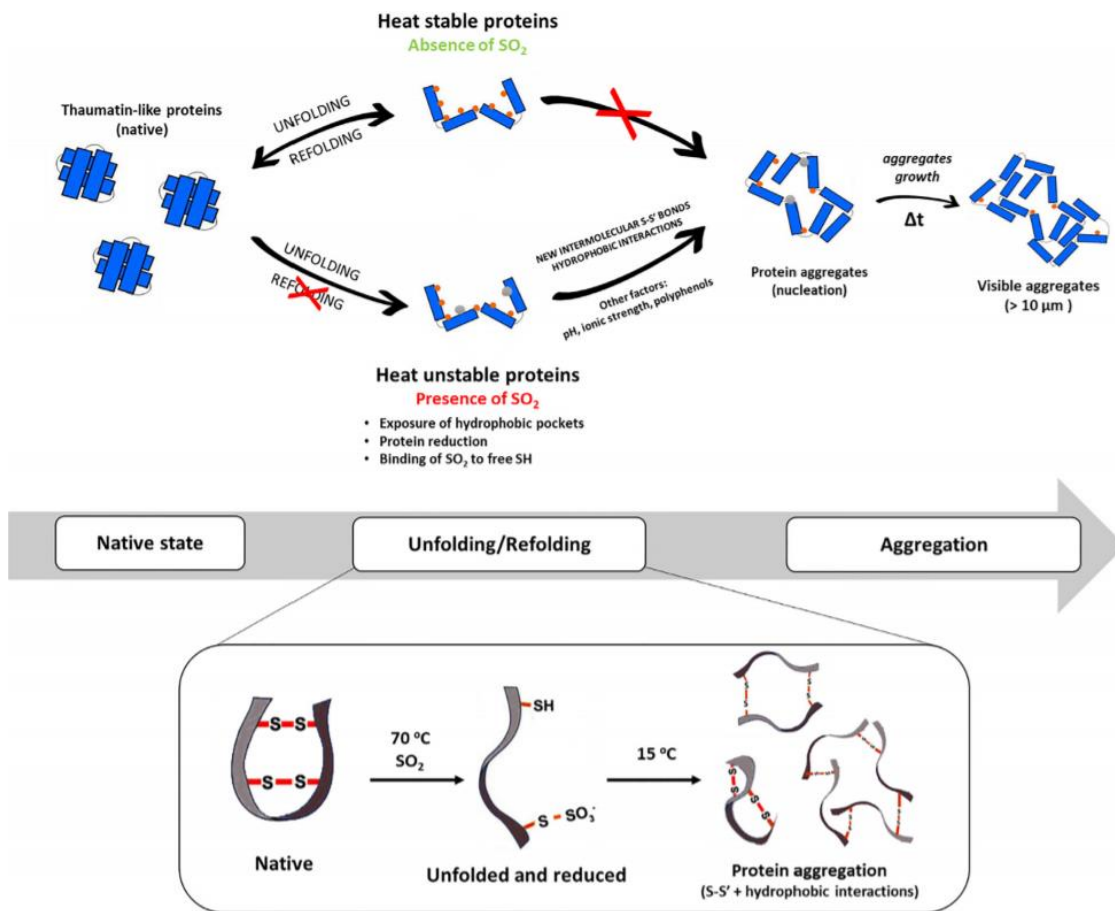 Heat stable proteins
Absence of SO₂
Thaumatin-like proteins
(native)
UNFOLDING
REFOLDING
UNFOLDING
REFOLDING
NEW INTERMOLECULAR S-S' BONDS
HYDROPHOBIC INTERACTIONS
Other factors:
pH, ionic strength, polyphenols
Protein aggregates
(nucleation)
aggregates
growth
Δt
Visible aggregates
(> 10 µm )
Heat unstable proteins
Presence of SO₂
• Exposure of hydrophobic pockets
• Protein reduction
• Binding of SO₂ to free SH
Native state
Unfolding/Refolding
Aggregation
S S
S S
Native
70 ºC
SO₂
SH
S SO₃⁻
Unfolded and reduced
15 ºC
S
S
S
S
Protein aggregation
(S-S' + hydrophobic interactions)